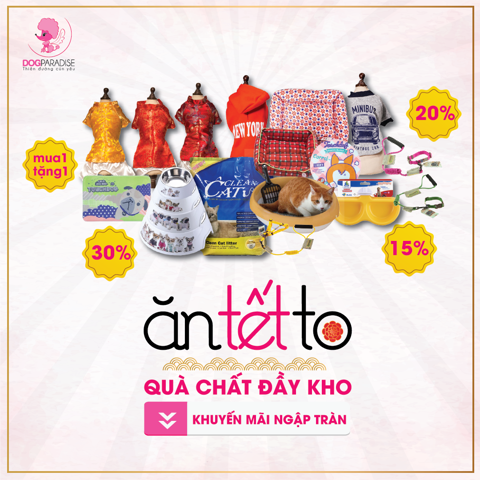 DOGPARADISE
Thiên đường cún yêu
20%
NEW YORK
MINIBUS
mua1
tặng1
CLEAN
CAT
30%
15%
ăn tết to
QUÀ CHẤT ĐẦY KHO
KHUYẾN MÃI NGẬP TRÀN